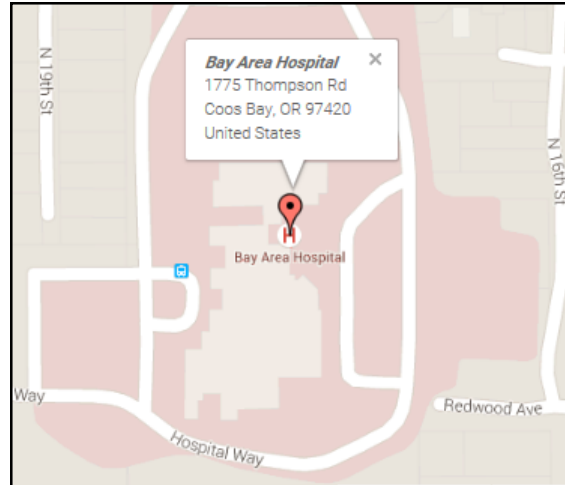 N 19th St
Bay Area Hospital
1775 Thompson Rd
Coos Bay, OR 97420
United States
N 16th St
H
Bay Area Hospital
Way
Hospital Way
Redwood Ave